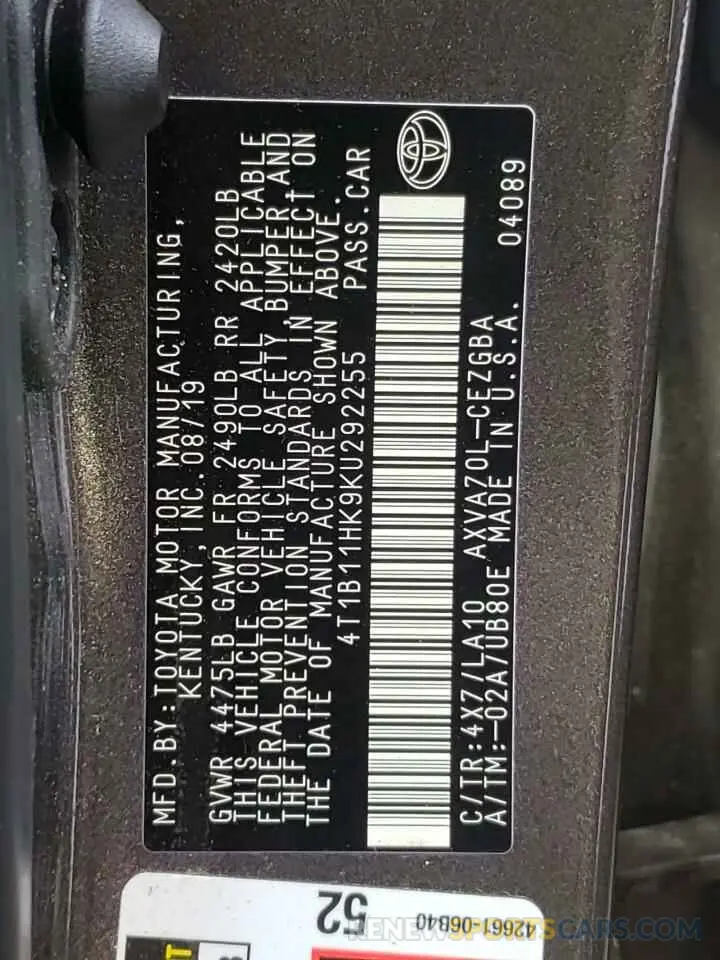 MFD.BY:TOYOTA MOTOR MANUFACTURING,
KENTUCKY, INC. 08/19
GVWR 4475LB GAWR FR 2490LB RR 2420LB
THIS VEHICLE CONFORMS TO ALL APPLICABLE
FEDERAL MOTOR VEHICLE SAFETY, BUMPER, AND
THEFT PREVENTION STANDARDS IN EFFECT ON
THE DATE OF MANUFACTURE SHOWN ABOVE.
4T1B11HK9KU292255 PASS.CAR
C/TR:4X7/LA10 AXVA70L-CEZGBA
A/TM:-02A/UB80E MADE IN U.S.A. 04089
52
42661-06B40
RENEWSPORTSCARS.COM